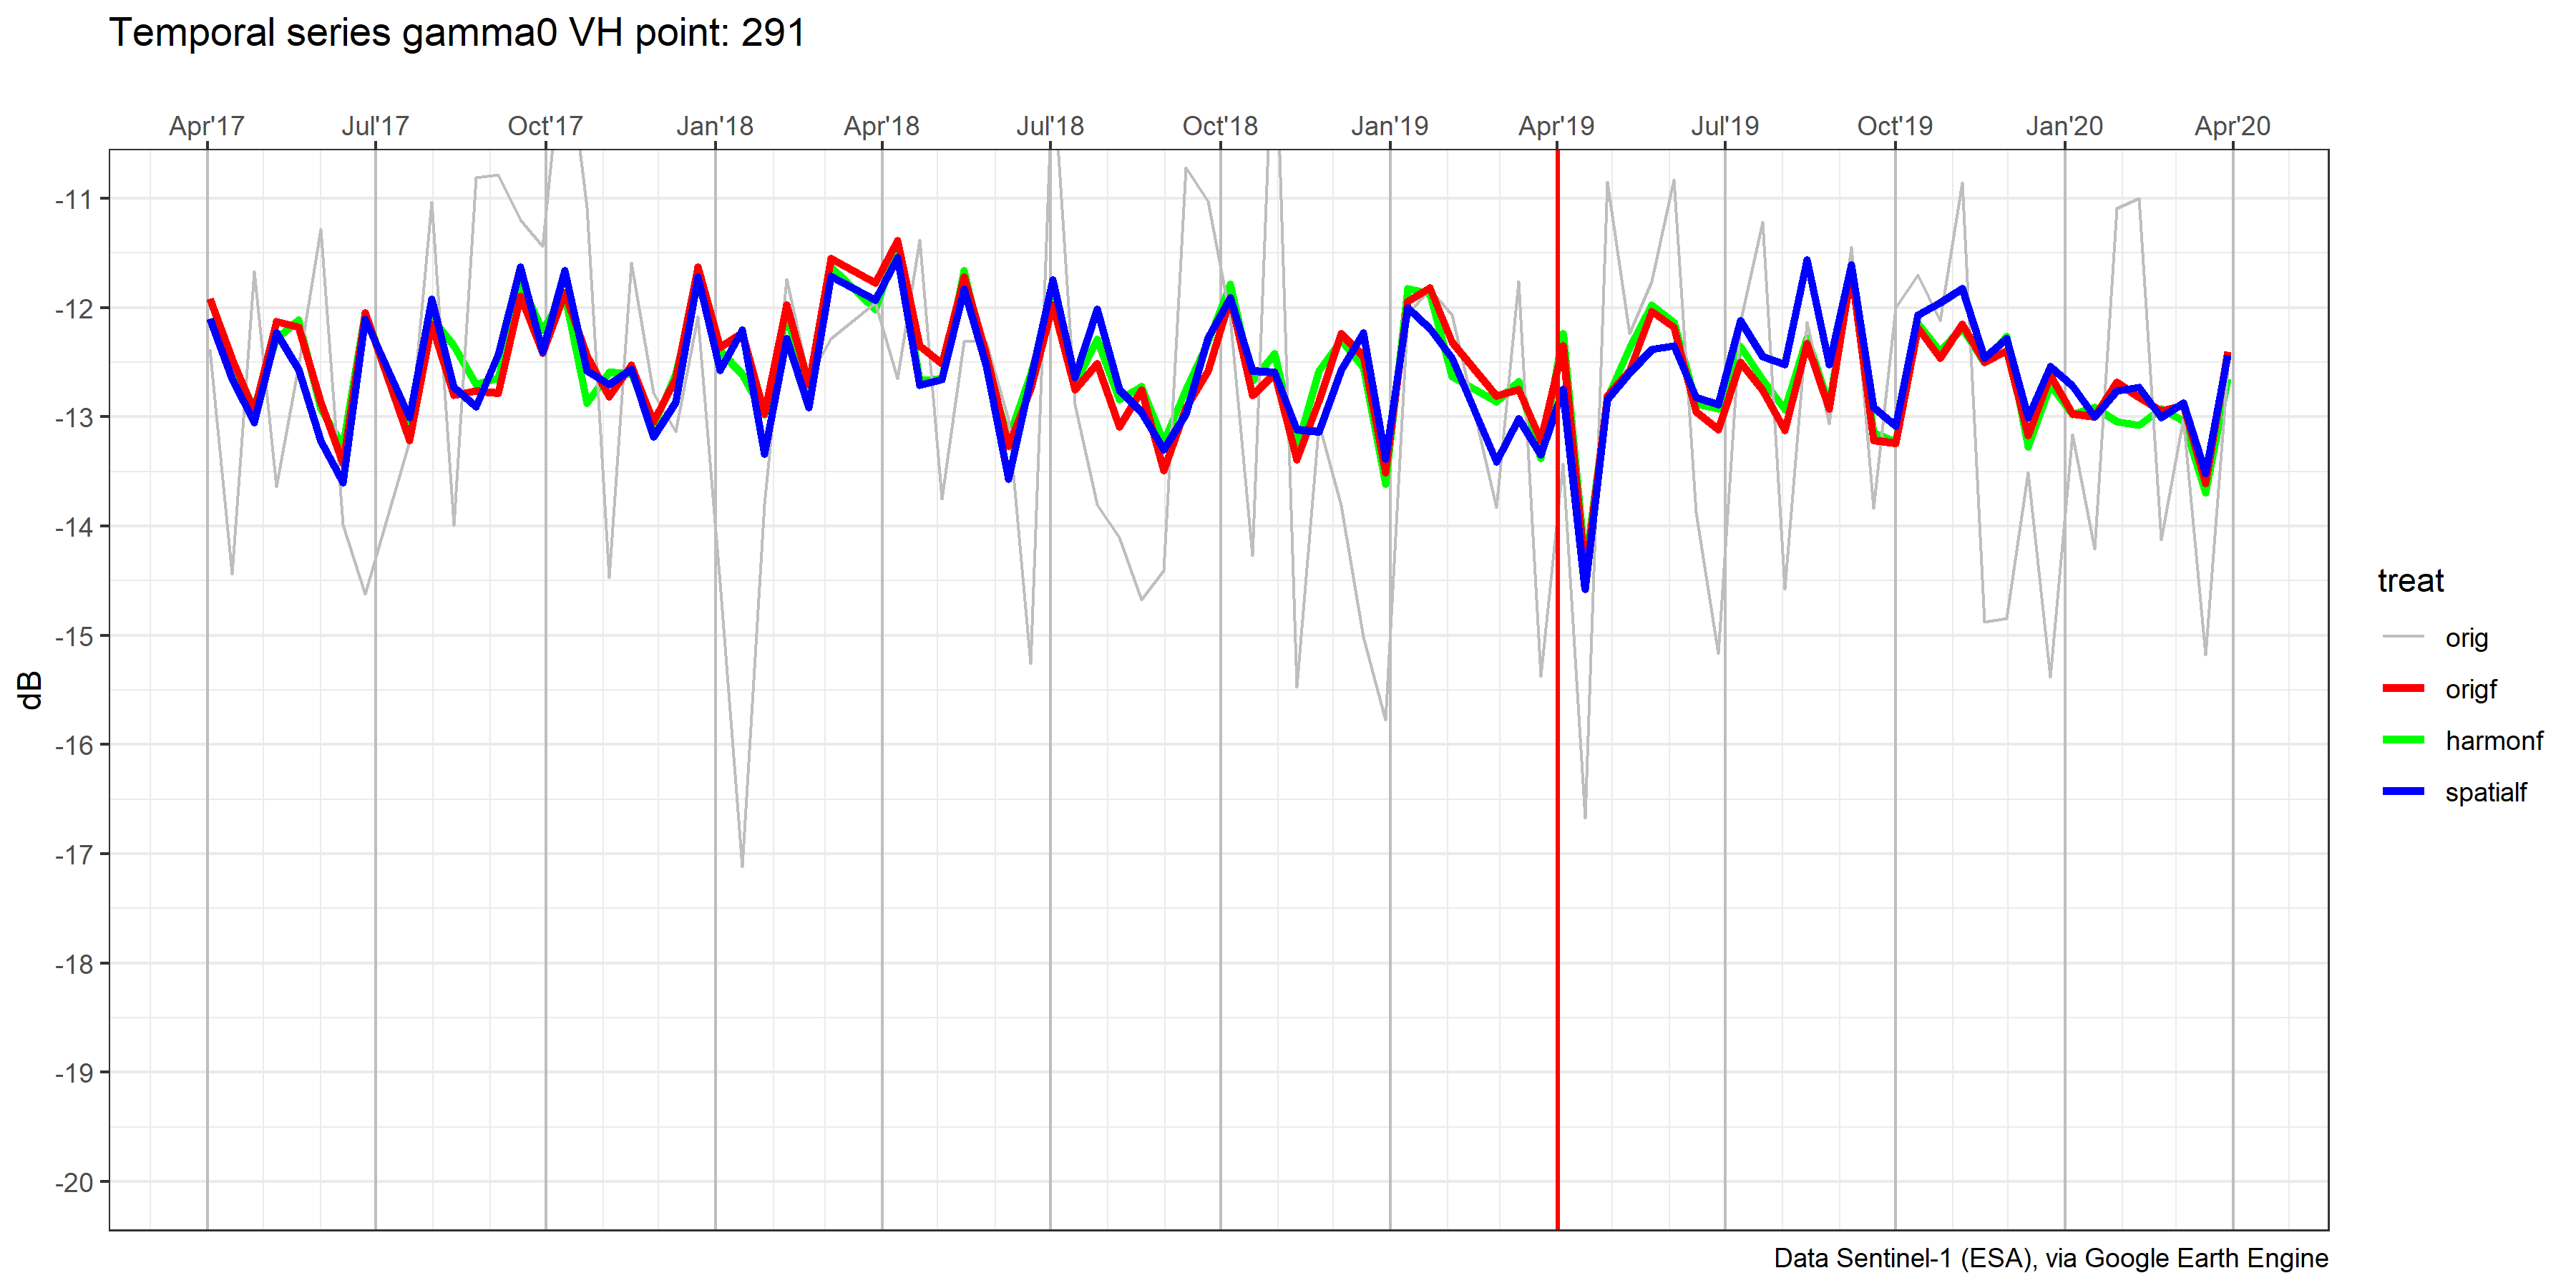 Temporal series gamma0 VH point: 291
Apr'17 Jul'17 Oct'17 Jan'18 Apr'18 Jul'18 Oct'18 Jan'19 Apr'19 Jul'19 Oct'19 Jan'20 Apr'20
-11
-12
-13
-14
-15
-16
-17
-18
-19
-20
dB
treat
orig
origf
harmonf
spatialf
Data Sentinel-1 (ESA), via Google Earth Engine